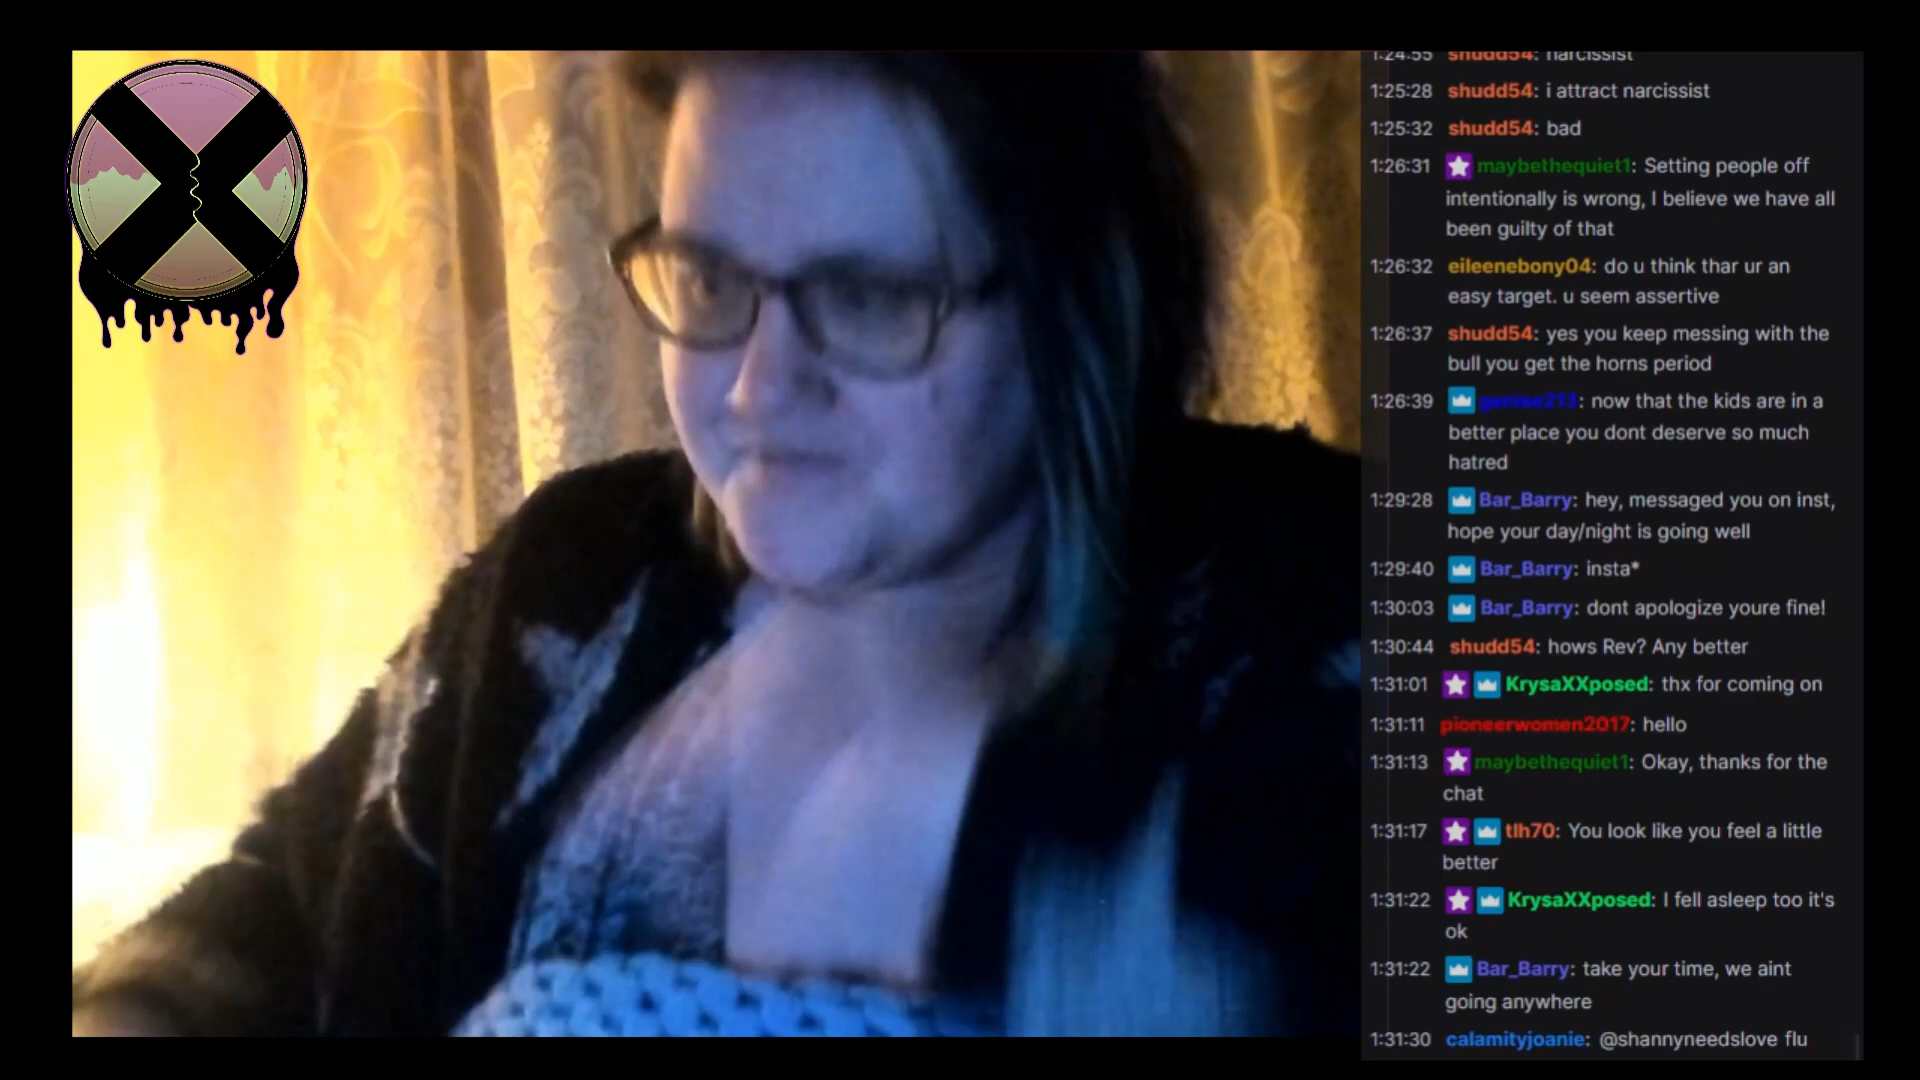 1:24:55 shudd54: narcissist
1:25:28 shudd54: i attract narcissist
1:25:32 shudd54: bad
1:26:31 maybethequiet1: Setting people off
intentionally is wrong, I believe we have all
been guilty of that
1:26:32 eileenebony04: do u think thar ur an
easy target. u seem assertive
1:26:37 shudd54: yes you keep messing with the
bull you get the horns period
1:26:39 genise213: now that the kids are in a
better place you dont deserve so much
hatred
1:29:28 Bar_Barry: hey, messaged you on inst,
hope your day/night is going well
1:29:40 Bar_Barry: insta*
1:30:03 Bar_Barry: dont apologize youre fine!
1:30:44 shudd54: hows Rev? Any better
1:31:01 KrysaXXposed: thx for coming on
1:31:11 pioneerwomen2017: hello
1:31:13 maybethequiet1: Okay, thanks for the
chat
1:31:17 tlh70: You look like you feel a little
better
1:31:22 KrysaXXposed: I fell asleep too it's
ok
1:31:22 Bar_Barry: take your time, we aint
going anywhere
1:31:30 calamityjoanie: @shannyneedslove flu